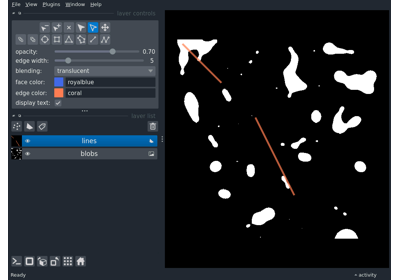 File View Plugins Window Help
layer controls
opacity: 0.70
edge width: 5
blending: translucent
face color: royalblue
edge color: coral
display text:
layer list
lines
blobs
Ready
activity